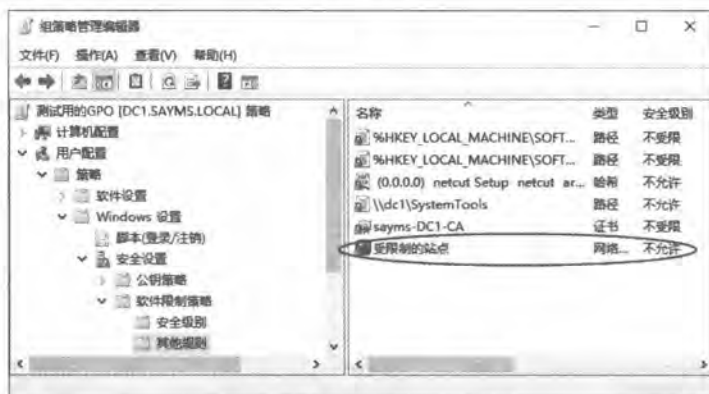 组策略管理编辑器
文件(F) 操作(A) 查看(V) 帮助(H)
测试用的GPO [DC1.SAYMS.LOCAL] 策略
计算机配置
用户配置
策略
软件设置
Windows 设置
脚本(登录/注销)
安全设置
公钥策略
软件限制策略
安全级别
其他规则
名称 类型 安全级别
%HKEY_LOCAL_MACHINE\SOFT... 路径 不受限
%HKEY_LOCAL_MACHINE\SOFT... 路径 不受限
(0.0.0.0) netcut Setup netcut ar... 哈希 不允许
\\dc1\SystemTools 路径 不允许
sayms-DC1-CA 证书 不受限
受限制的站点 网络... 不允许